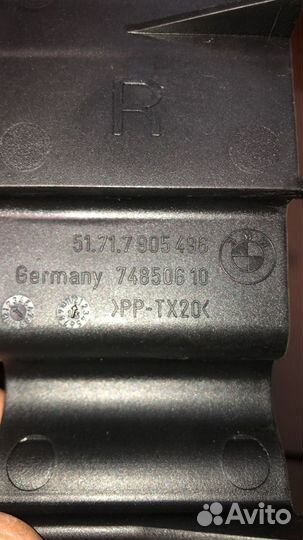 R
51.71.7 905 496
Germany 74850610
>PP-TX20<
Avito